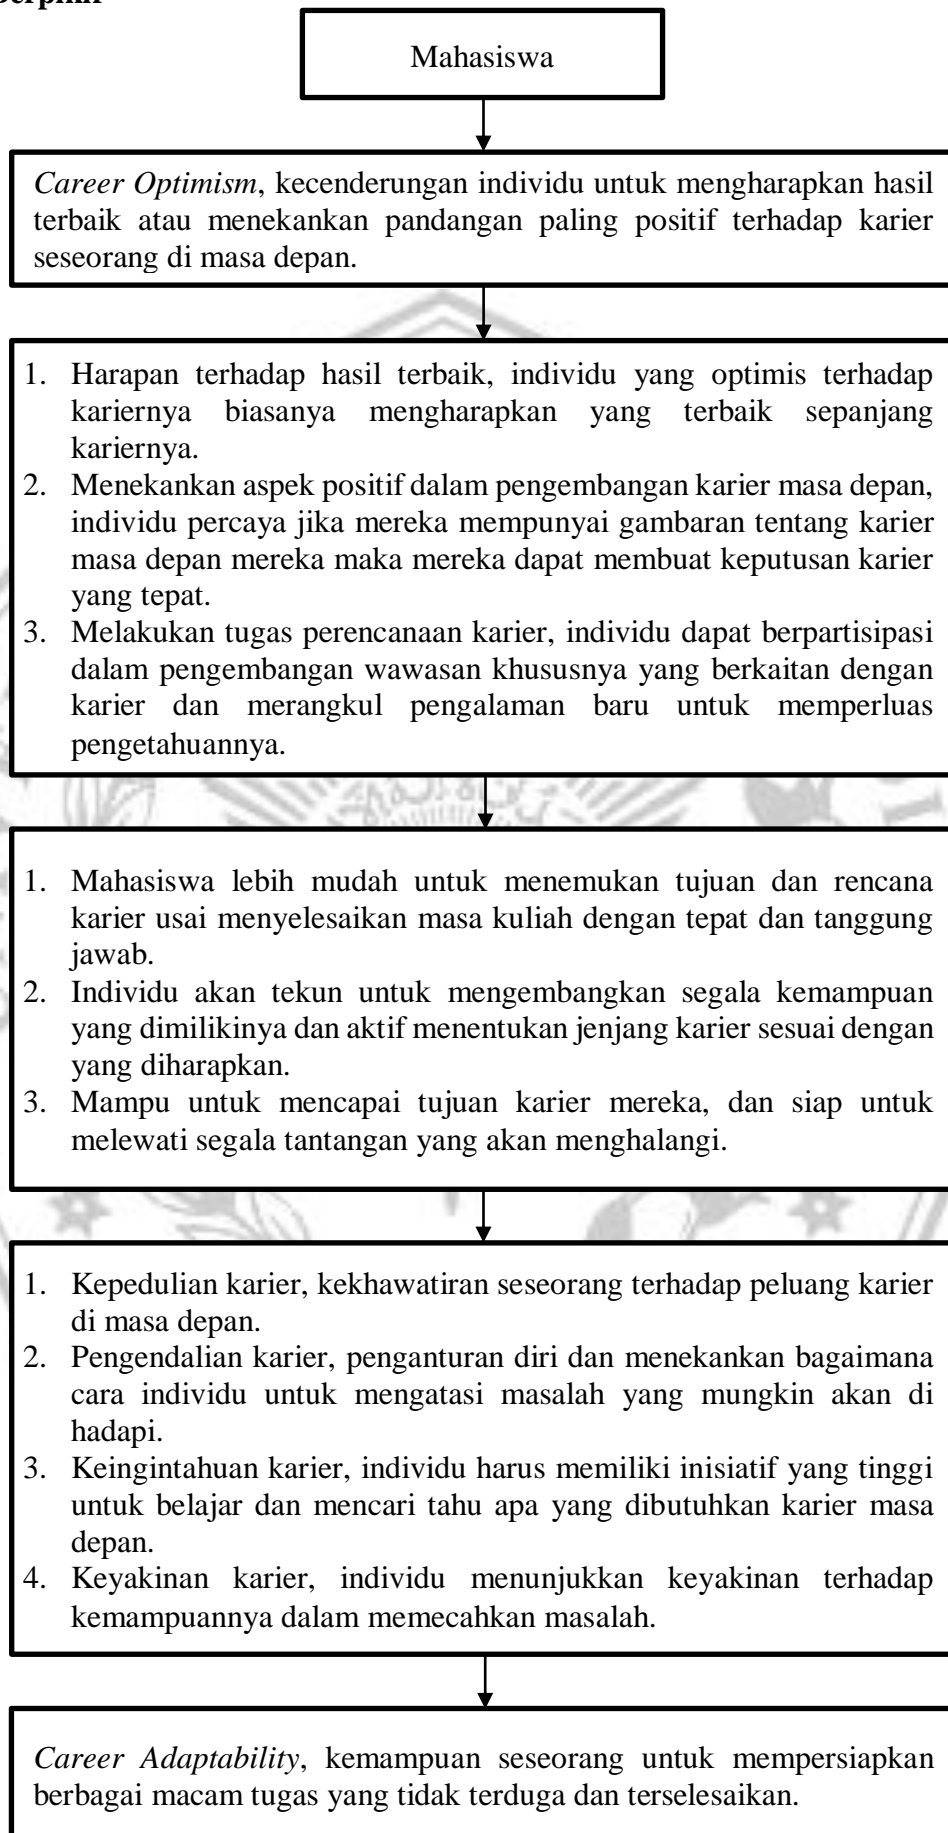 Mahasiswa
Career Optimism, kecenderungan individu untuk mengharapkan hasil
terbaik atau menekankan pandangan paling positif terhadap karier
seseorang di masa depan.
1. Harapan terhadap hasil terbaik, individu yang optimis terhadap
kariernya biasanya mengharapkan yang terbaik sepanjang
kariernya.
2. Menekankan aspek positif dalam pengembangan karier masa depan,
individu percaya jika mereka mempunyai gambaran tentang karier
masa depan mereka maka mereka dapat membuat keputusan karier
yang tepat.
3. Melakukan tugas perencanaan karier, individu dapat berpartisipasi
dalam pengembangan wawasan khususnya yang berkaitan dengan
karier dan merangkul pengalaman baru untuk memperluas
pengetahuannya.
1. Mahasiswa lebih mudah untuk menemukan tujuan dan rencana
karier usai menyelesaikan masa kuliah dengan tepat dan tanggung
jawab.
2. Individu akan tekun untuk mengembangkan segala kemampuan
yang dimilikinya dan aktif menentukan jenjang karier sesuai dengan
yang diharapkan.
3. Mampu untuk mencapai tujuan karier mereka, dan siap untuk
melewati segala tantangan yang akan menghalangi.
1. Kepedulian karier, kekhawatiran seseorang terhadap peluang karier
di masa depan.
2. Pengendalian karier, penganturan diri dan menekankan bagaimana
cara individu untuk mengatasi masalah yang mungkin akan di
hadapi.
3. Keingintahuan karier, individu harus memiliki inisiatif yang tinggi
untuk belajar dan mencari tahu apa yang dibutuhkan karier masa
depan.
4. Keyakinan karier, individu menunjukkan keyakinan terhadap
kemampuannya dalam memecahkan masalah.
Career Adaptability, kemampuan seseorang untuk mempersiapkan
berbagai macam tugas yang tidak terduga dan terselesaikan.